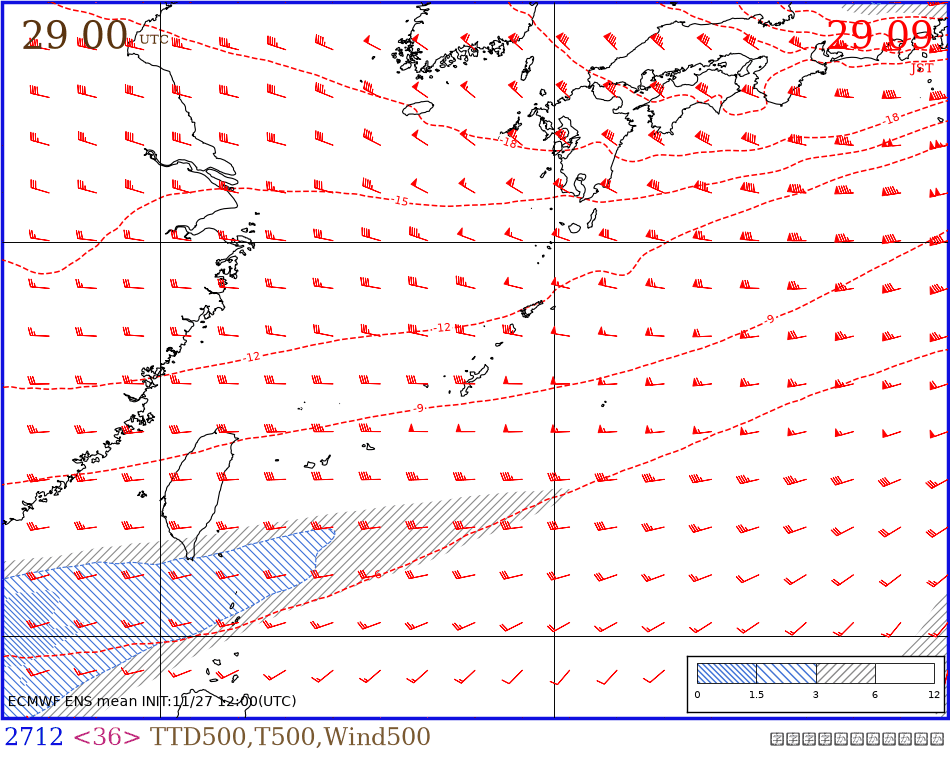 29 00 UTC 29 09
JST
-18
-18
-15
-12
-12
-9
-9
-6
ECMWF ENS mean INIT:11/27 12:00(UTC)
0 1.5 3 6 12
2712 <36> TTD500,T500,Wind500